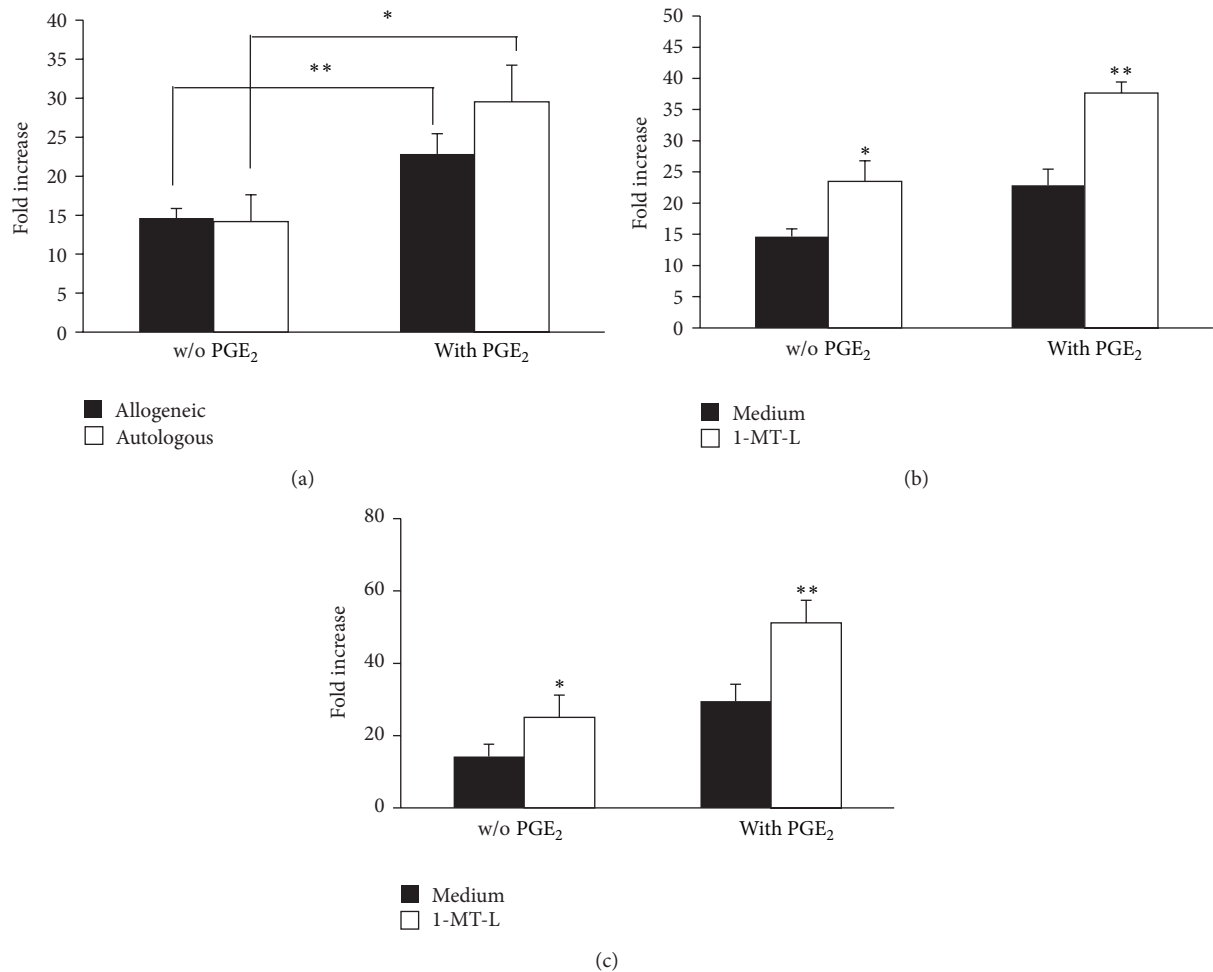 40
35
30
25
20
15
10
5
0
Fold increase
*
**
w/o PGE₂
With PGE₂
Allogeneic
Autologous
(a)
50
45
40
35
30
25
20
15
10
5
0
Fold increase
*
**
w/o PGE₂
With PGE₂
Medium
1-MT-L
(b)
80
60
40
20
0
Fold increase
*
**
w/o PGE₂
With PGE₂
Medium
1-MT-L
(c)